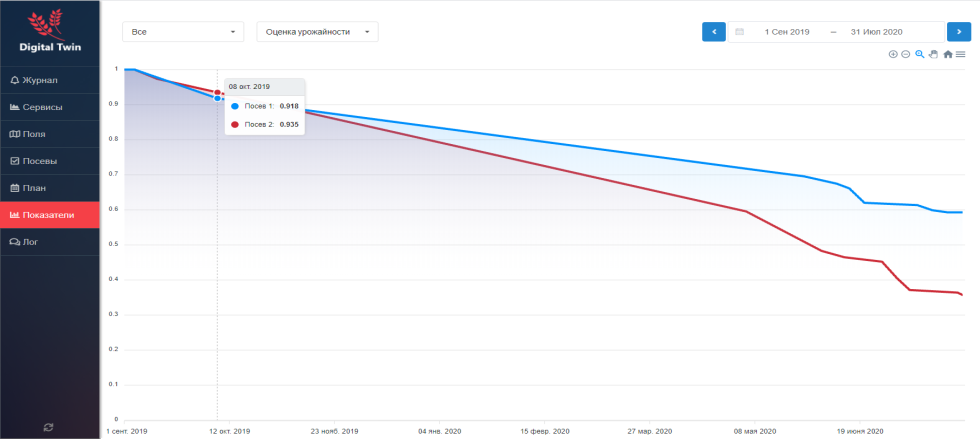 Digital Twin
Журнал
Сервисы
Поля
Посевы
План
Показатели
Лог
Все
Оценка урожайности
1 Сен 2019 – 31 Июл 2020
1
0.9
0.8
0.7
0.6
0.5
0.4
0.3
0.2
0.1
0
08 окт. 2019
Посев 1: 0.918
Посев 2: 0.935
1 сент. 2019
12 окт. 2019
23 нояб. 2019
04 янв. 2020
15 февр. 2020
27 мар. 2020
08 мая 2020
19 июня 2020